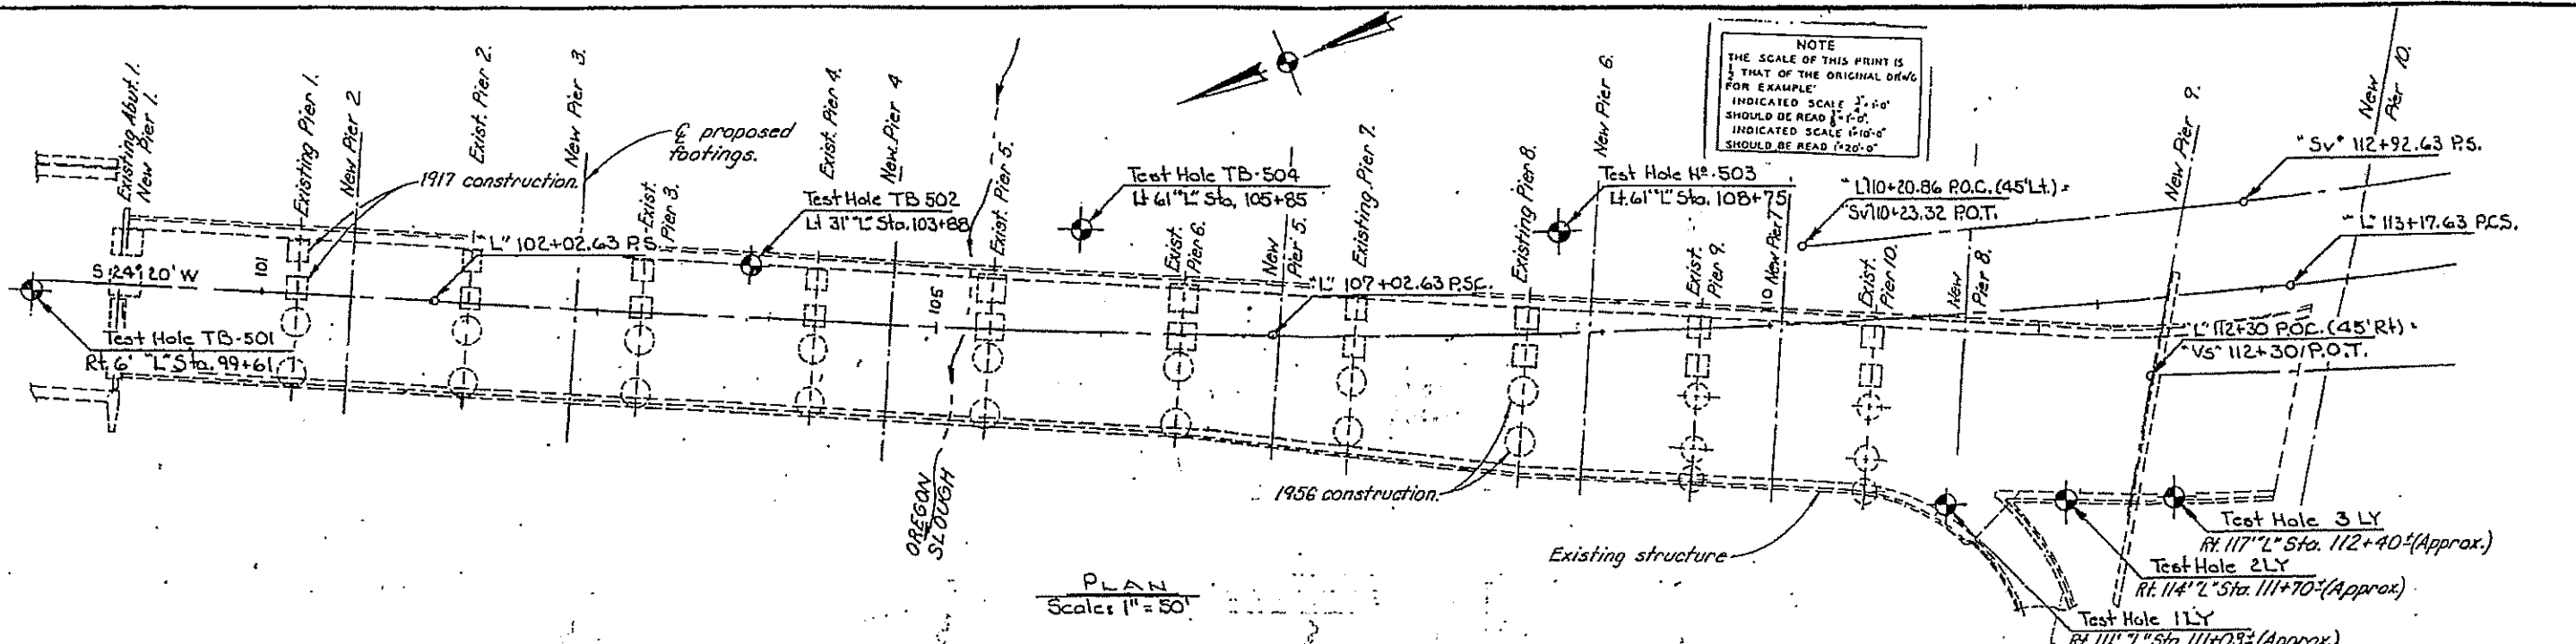 Existing Abut. 1.
New Pier 1.
Existing Pier 1.
New Pier 2
Exist. Pier 2.
New Pier 3.
℄ proposed
footings.
1917 construction.
Exist.
Pier 3.
Exist. Pier 4.
New Pier 4
Exist. Pier 5.
Exist.
Pier 6.
New
Pier 5.
Existing Pier 7.
Existing Pier 8.
New Pier 6.
Exist.
Pier 9.
New Pier 7
Exist.
Pier 10.
New
Pier 8.
New Pier 9.
New
Pier 10.
NOTE
THE SCALE OF THIS PRINT IS
½ THAT OF THE ORIGINAL DRWG
FOR EXAMPLE
INDICATED SCALE
SHOULD BE READ
INDICATED SCALE 1"=10'-0"
SHOULD BE READ 1"=20'-0"
Test Hole TB 502
Lt 31' "L" Sta. 103+88
Test Hole TB-504
Lt 61' "L" Sta. 105+85
Test Hole Nº 503
Lt. 61' "L" Sta. 108+75
"L" 110+20.86 P.O.C. (45' Lt.) =
"Sv" 110+23.32 P.O.T.
"Sv" 112+92.63 P.S.
"L" 113+17.63 P.C.S.
"L" 102+02.63 P.S.
"L" 107+02.63 P.S.C.
S 24° 20' W
101
105
110
Test Hole TB-501
Rt. 6' "L" Sta. 99+61
"L" 112+30 P.O.C. (45' Rt) =
"Vs" 112+30 P.O.T.
OREGON
SLOUGH
1956 construction.
Existing structure
Test Hole 3 LY
Rt. 117' "L" Sta. 112+40± (Approx.)
Test Hole 2LY
Rt. 114' "L" Sta. 111+70± (Approx.)
Test Hole 1LY
Rt. 111' "L" Sta. 111+03± (Approx.)
PLAN
Scale: 1" = 50'